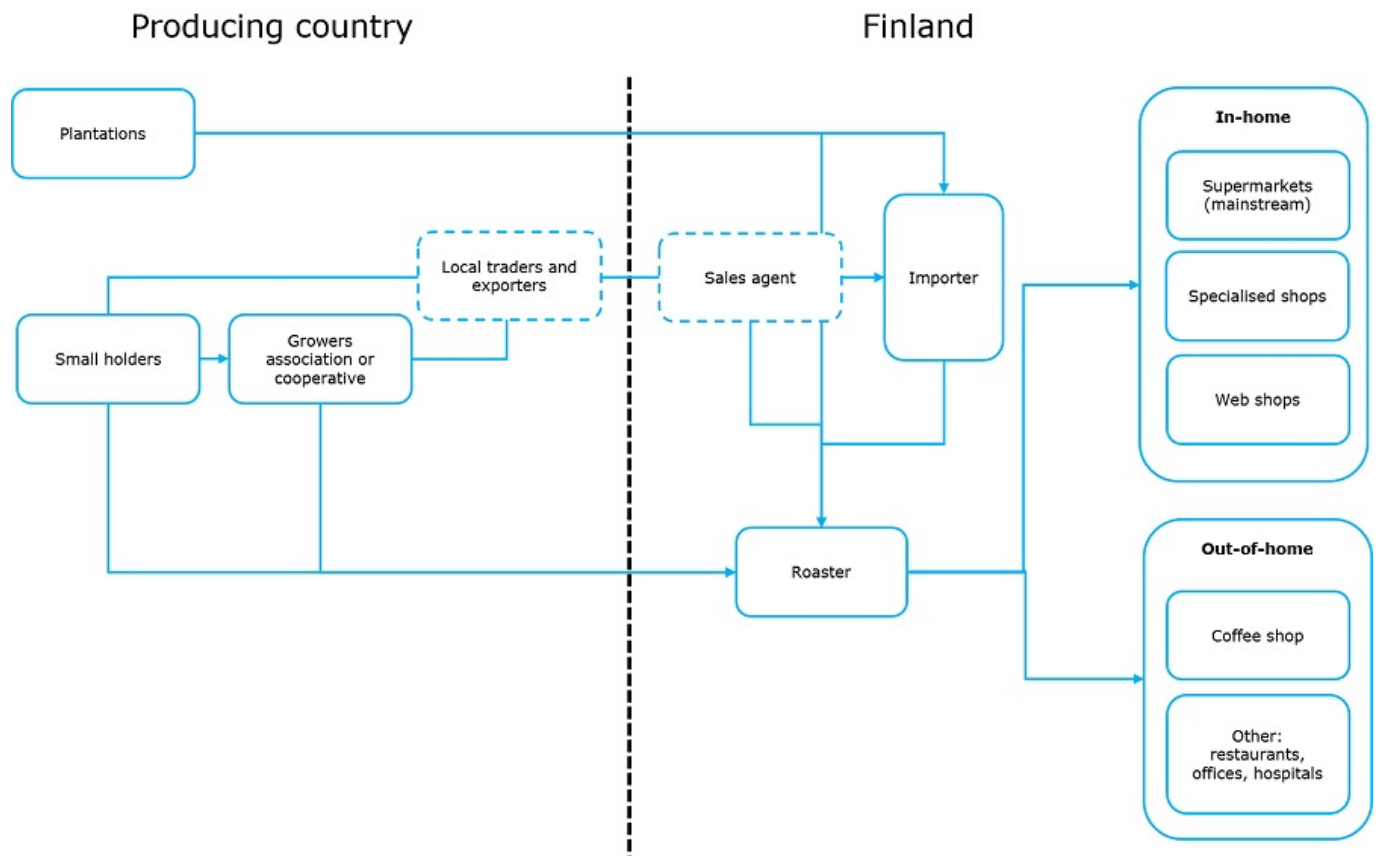 Producing country
Finland
Plantations
Local traders and
exporters
Small holders
Growers
association or
cooperative
Sales agent
Importer
Roaster
In-home
Supermarkets
(mainstream)
Specialised shops
Web shops
Out-of-home
Coffee shop
Other:
restaurants,
offices, hospitals